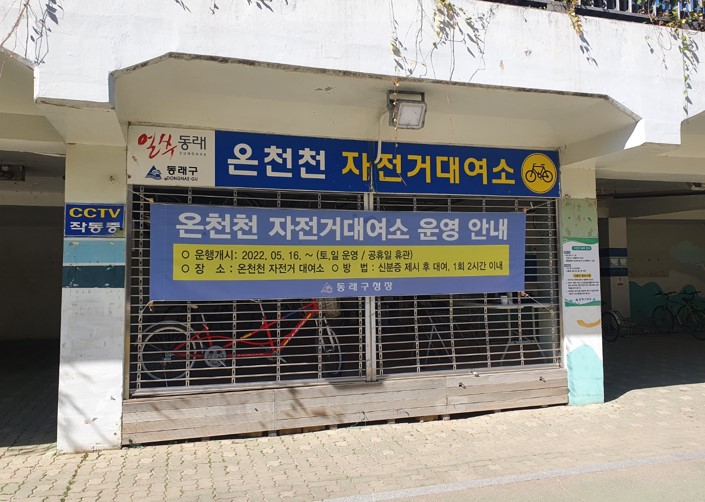 얼쑤 동래
동래구
DONGNAE-GU
온천천 자전거대여소
CCTV
작동중
온천천 자전거대여소 운영 안내
○ 운행개시 : 2022. 05. 16. ~ (토,일 운영 / 공휴일 휴관)
○ 장 소 : 온천천 자전거 대여소 ○ 방 법 : 신분증 제시 후 대여, 1회 2시간 이내
동래구청장